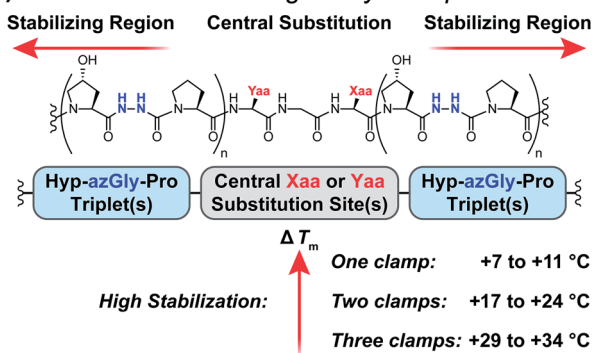 Stabilizing Region Central Substitution Stabilizing Region
OH OH
Yaa Xaa
H H H H H H H
N N N N N N N N N N N
O O O O O O O
n n
Hyp-azGly-Pro Triplet(s)
Central Xaa or Yaa Substitution Site(s)
Hyp-azGly-Pro Triplet(s)
Δ Tm
High Stabilization:
One clamp: +7 to +11 °C
Two clamps: +17 to +24 °C
Three clamps: +29 to +34 °C